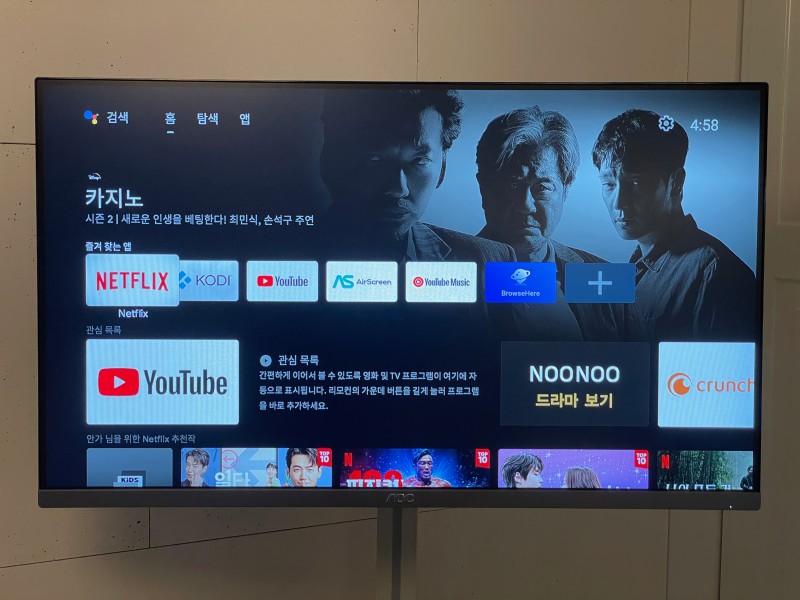 검색 홈 탐색 앱
4:58
카지노
시즌 2 | 새로운 인생을 베팅한다! 최민식, 손석구 주연
즐겨 찾는 앱
NETFLIX
KODI
YouTube
AS AirScreen
YouTube Music
BrowseHere
Netflix
관심 목록
YouTube
관심 목록
간편하게 이어서 볼 수 있도록 영화 및 TV 프로그램이 여기에 자
동으로 표시됩니다. 리모컨의 가운데 버튼을 길게 눌러 프로그램
을 바로 추가하세요.
NOONOO
드라마 보기
crunch
안가 님을 위한 Netflix 추천작
KiDS
일타
TOP 10
N
TOP 10
TOP 10
N
AOC